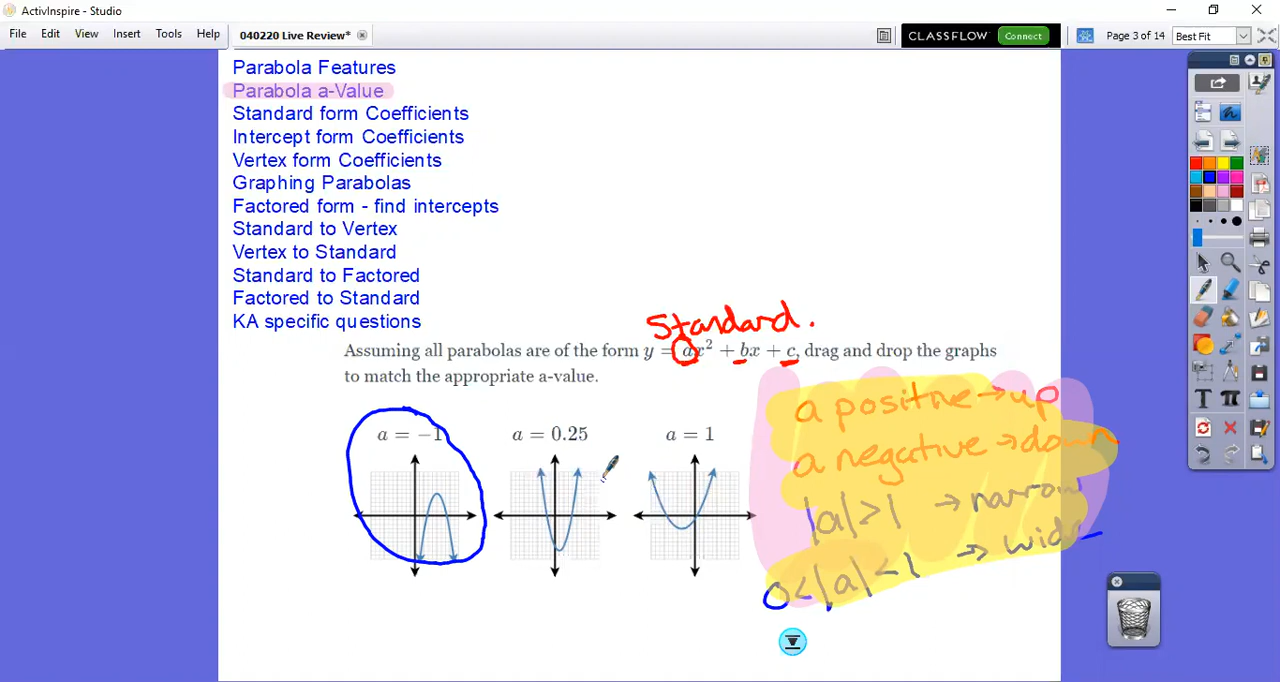 ActivInspire - Studio
File Edit View Insert Tools Help 040220 Live Review* CLASSFLOW Connect Page 3 of 14 Best Fit
Parabola Features
Parabola a-Value
Standard form Coefficients
Intercept form Coefficients
Vertex form Coefficients
Graphing Parabolas
Factored form - find intercepts
Standard to Vertex
Vertex to Standard
Standard to Factored
Factored to Standard
KA specific questions
Standard.
Assuming all parabolas are of the form y = ax² + bx + c, drag and drop the graphs
to match the appropriate a-value.
a = −1 a = 0.25 a = 1
a positive → up
a negative → down
|a| > 1 → narrow
0 < |a| < 1 → wide